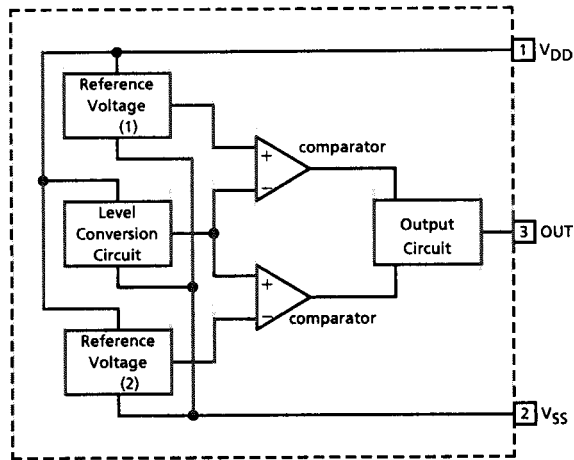 1 VDD
Reference
Voltage
(1)
comparator
+
−
Level
Conversion
Circuit
Output
Circuit
3 OUT
+
−
comparator
Reference
Voltage
(2)
2 VSS